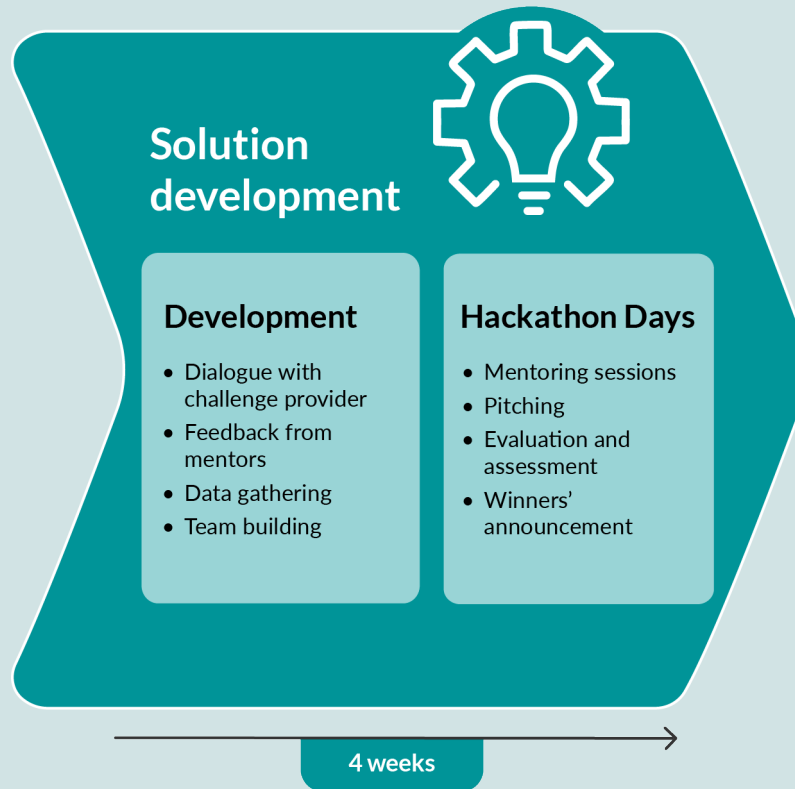 Solution
development
Development
• Dialogue with
challenge provider
• Feedback from
mentors
• Data gathering
• Team building
Hackathon Days
• Mentoring sessions
• Pitching
• Evaluation and
assessment
• Winners’
announcement
4 weeks